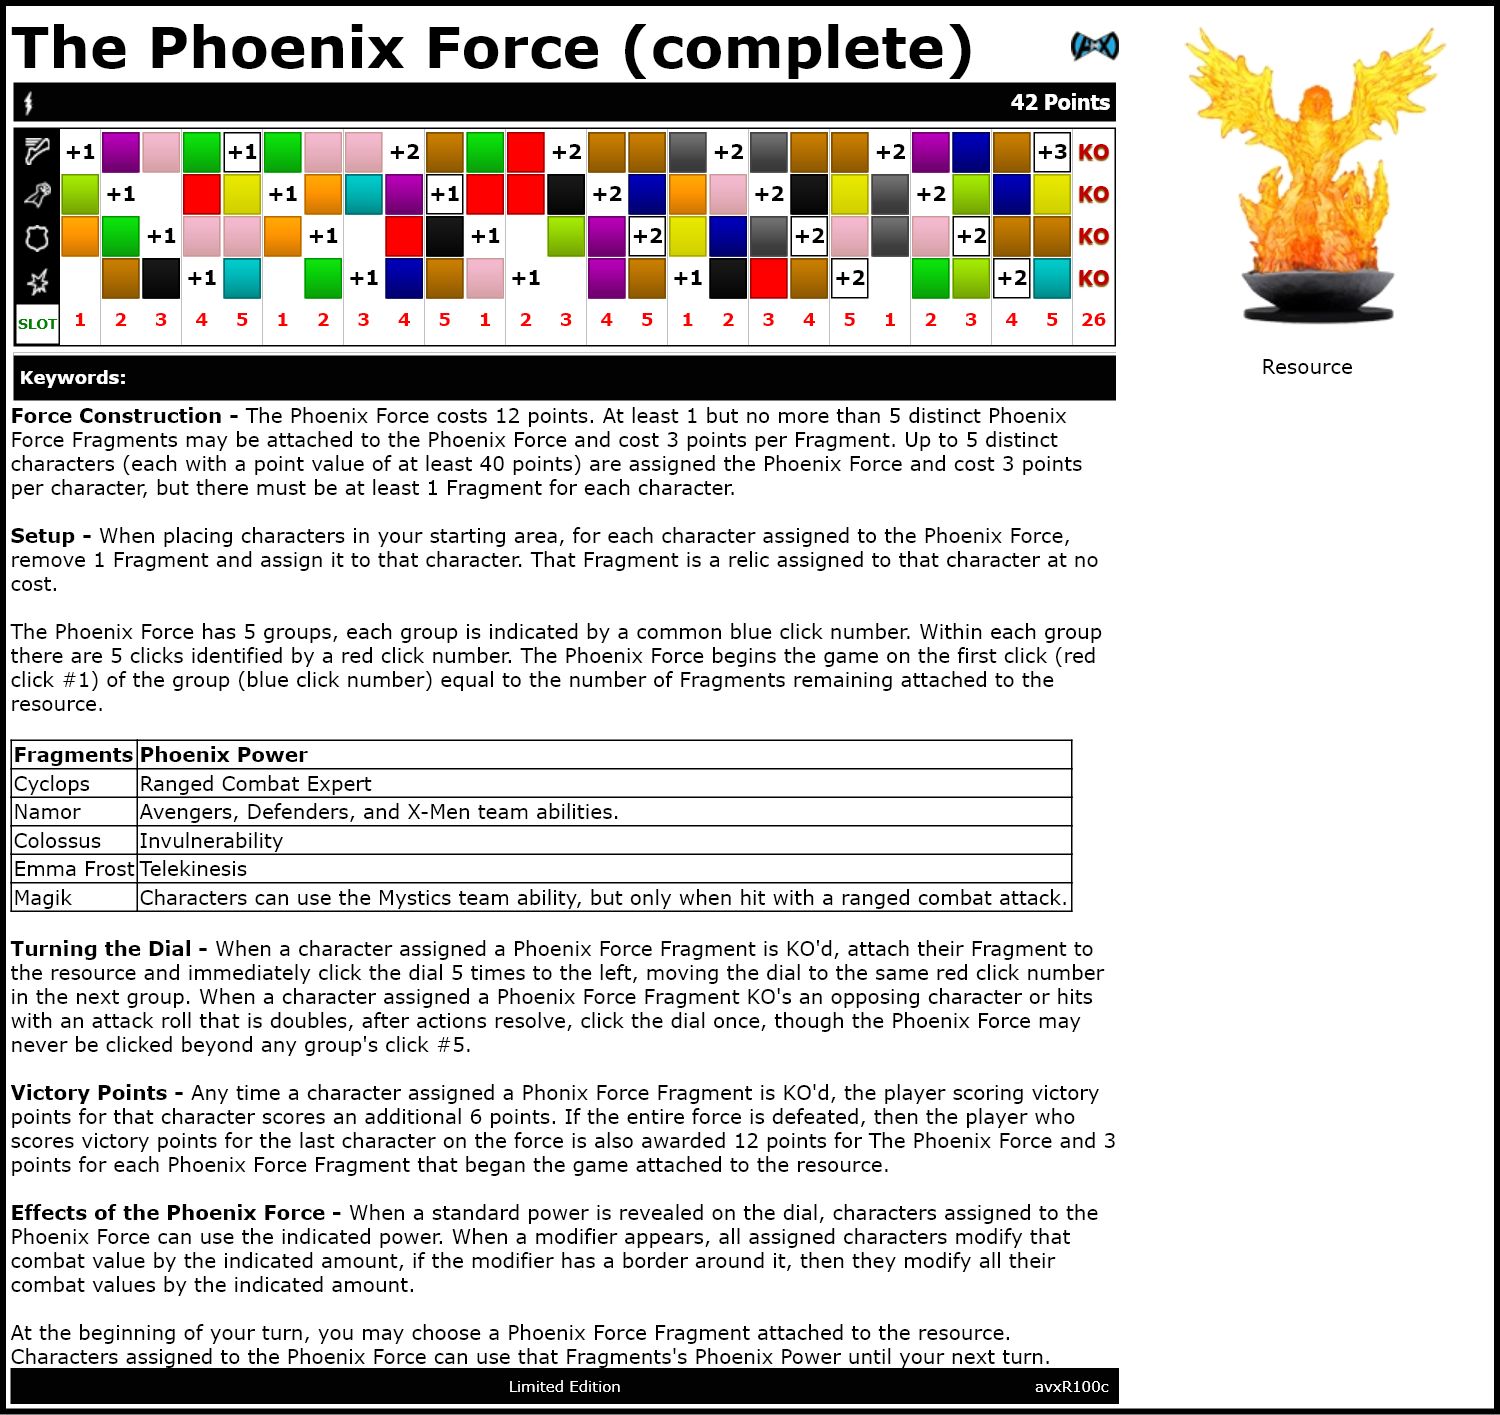 The Phoenix Force (complete)
AvX
42 Points
+1 +1 +2 +2 +2 +2 +3 KO
+1 +1 +1 +2 +2 +2 KO
+1 +1 +1 +2 +2 +2 KO
+1 +1 +1 +1 +2 +2 KO
SLOT 1 2 3 4 5 1 2 3 4 5 1 2 3 4 5 1 2 3 4 5 1 2 3 4 5 26
Resource
Keywords:
Force Construction - The Phoenix Force costs 12 points. At least 1 but no more than 5 distinct Phoenix
Force Fragments may be attached to the Phoenix Force and cost 3 points per Fragment. Up to 5 distinct
characters (each with a point value of at least 40 points) are assigned the Phoenix Force and cost 3 points
per character, but there must be at least 1 Fragment for each character.
Setup - When placing characters in your starting area, for each character assigned to the Phoenix Force,
remove 1 Fragment and assign it to that character. That Fragment is a relic assigned to that character at no
cost.
The Phoenix Force has 5 groups, each group is indicated by a common blue click number. Within each group
there are 5 clicks identified by a red click number. The Phoenix Force begins the game on the first click (red
click #1) of the group (blue click number) equal to the number of Fragments remaining attached to the
resource.
Fragments Phoenix Power
Cyclops Ranged Combat Expert
Namor Avengers, Defenders, and X-Men team abilities.
Colossus Invulnerability
Emma Frost Telekinesis
Magik Characters can use the Mystics team ability, but only when hit with a ranged combat attack.
Turning the Dial - When a character assigned a Phoenix Force Fragment is KO'd, attach their Fragment to
the resource and immediately click the dial 5 times to the left, moving the dial to the same red click number
in the next group. When a character assigned a Phoenix Force Fragment KO's an opposing character or hits
with an attack roll that is doubles, after actions resolve, click the dial once, though the Phoenix Force may
never be clicked beyond any group's click #5.
Victory Points - Any time a character assigned a Phonix Force Fragment is KO'd, the player scoring victory
points for that character scores an additional 6 points. If the entire force is defeated, then the player who
scores victory points for the last character on the force is also awarded 12 points for The Phoenix Force and 3
points for each Phoenix Force Fragment that began the game attached to the resource.
Effects of the Phoenix Force - When a standard power is revealed on the dial, characters assigned to the
Phoenix Force can use the indicated power. When a modifier appears, all assigned characters modify that
combat value by the indicated amount, if the modifier has a border around it, then they modify all their
combat values by the indicated amount.
At the beginning of your turn, you may choose a Phoenix Force Fragment attached to the resource.
Characters assigned to the Phoenix Force can use that Fragments's Phoenix Power until your next turn.
Limited Edition
avxR100c